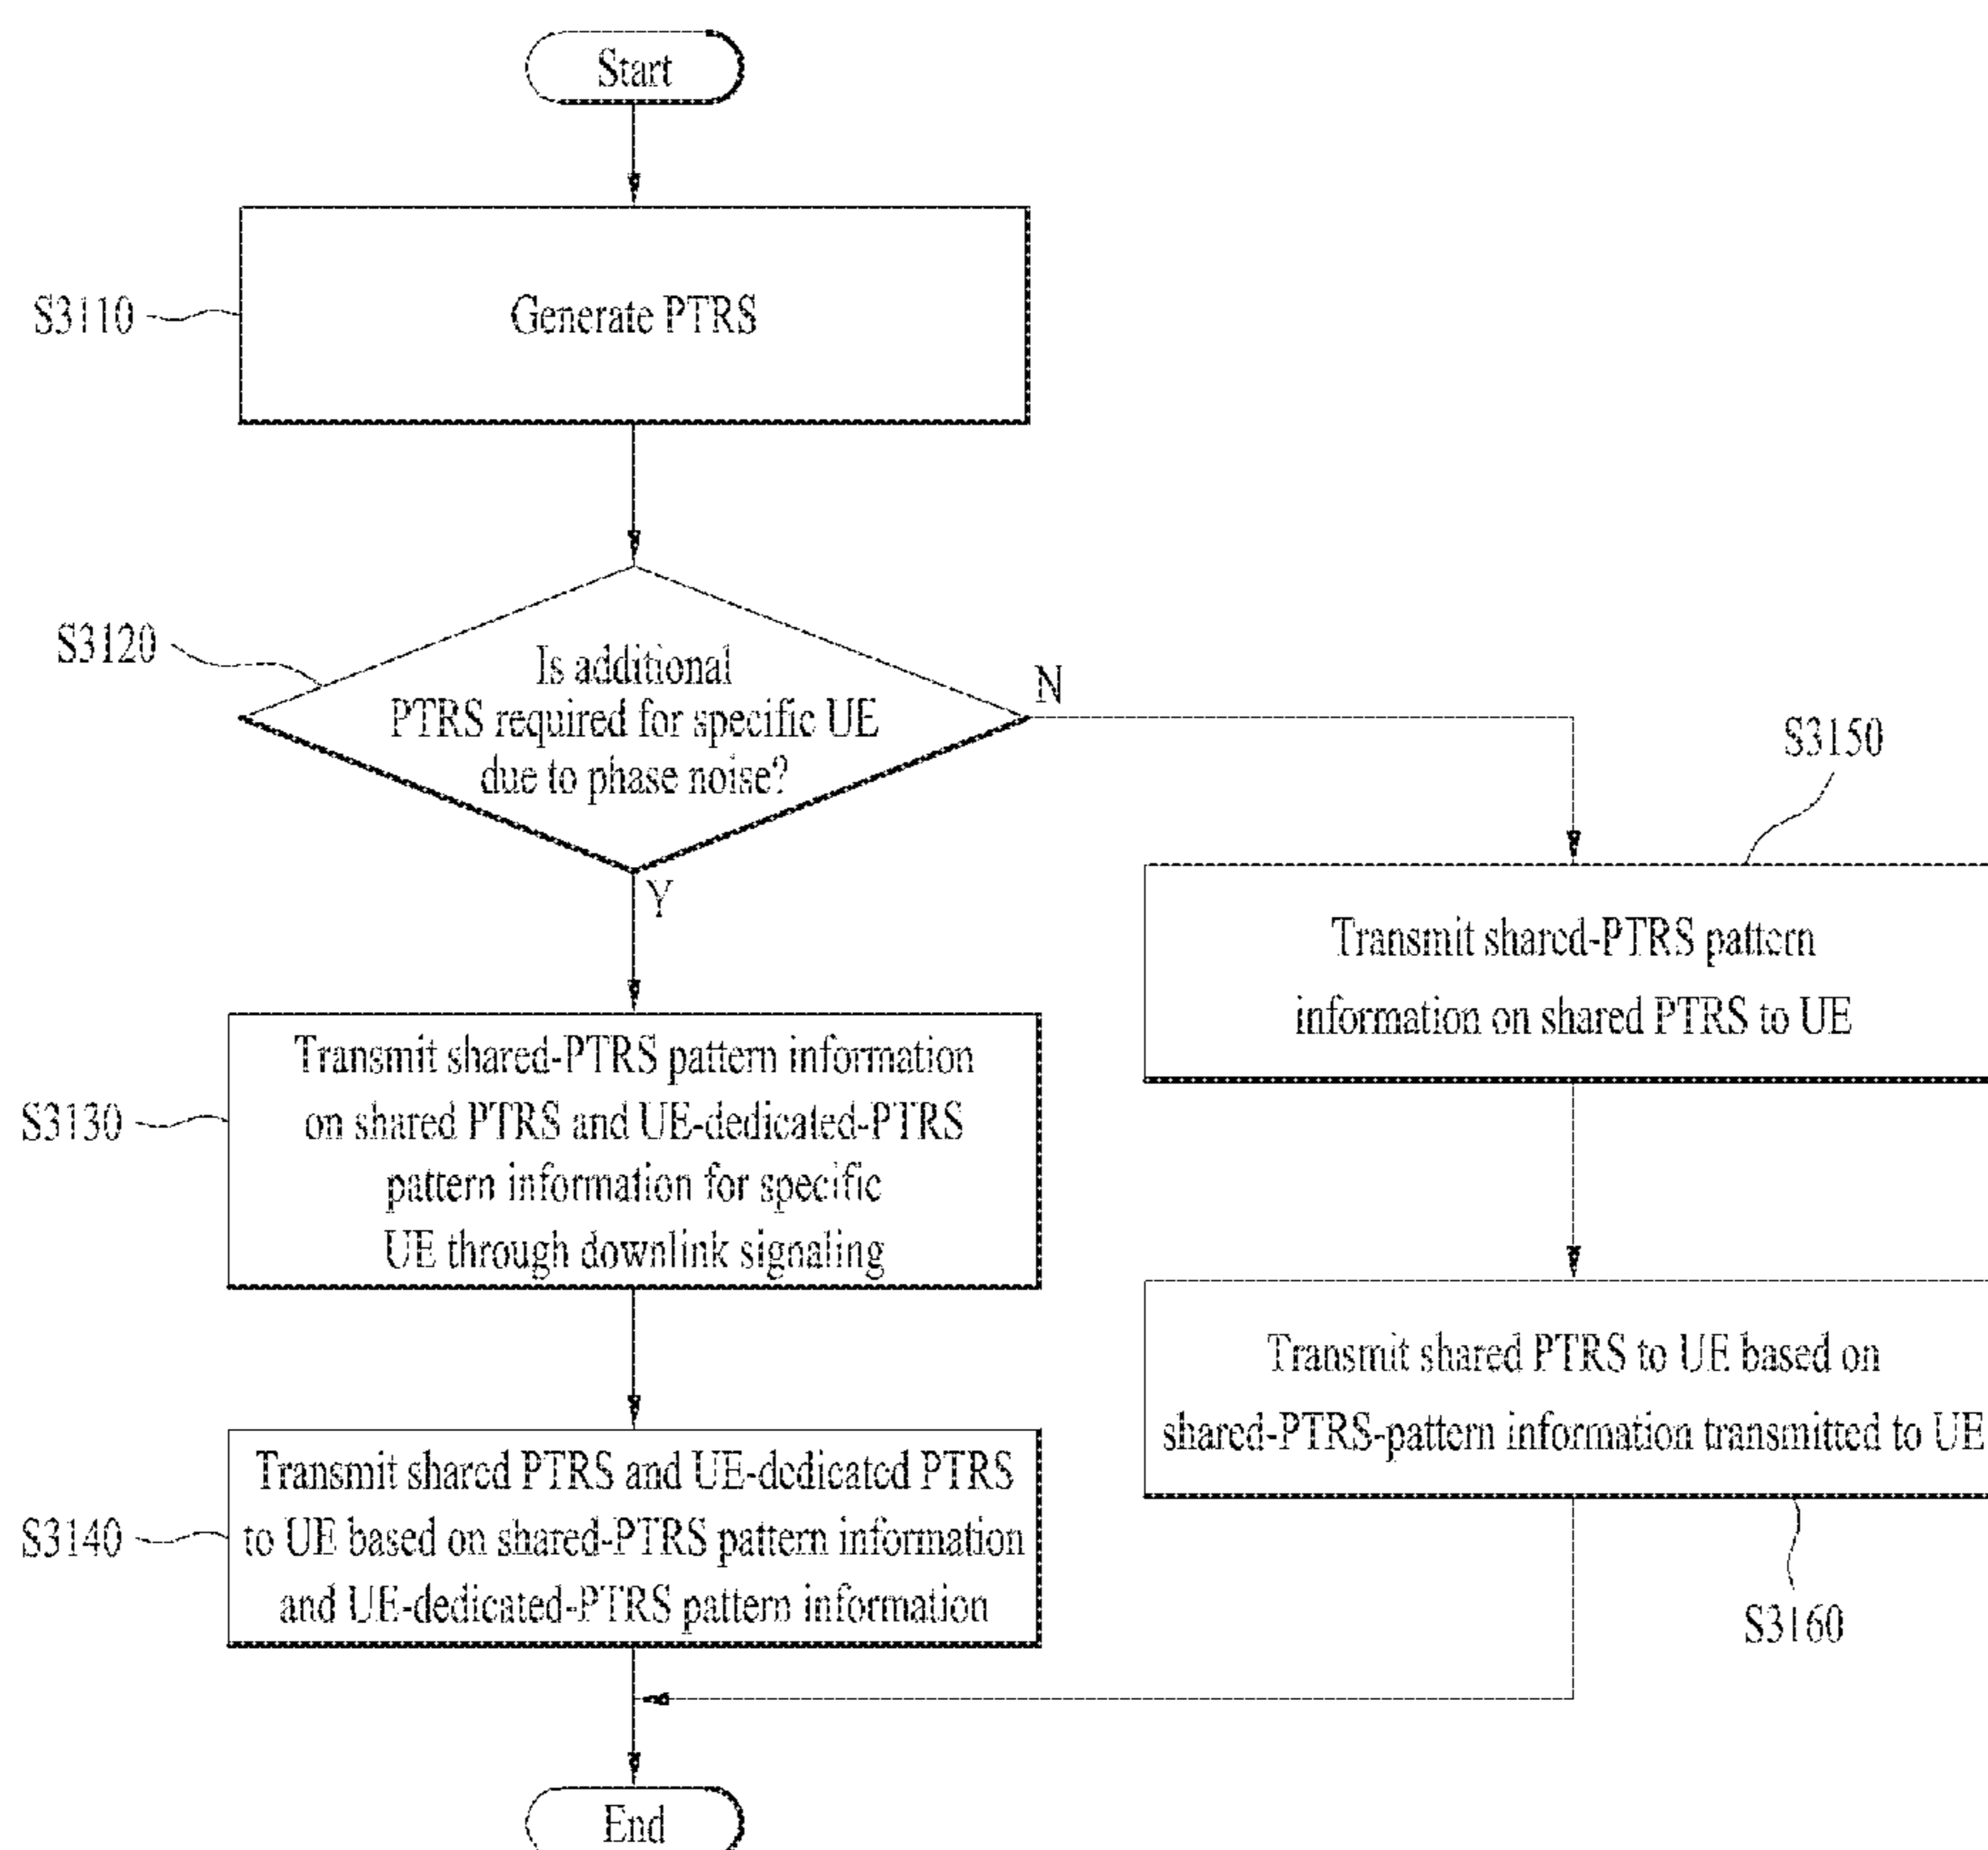 Start
S3110
Generate PTRS
S3120
Is additional
PTRS required for specific UE
due to phase noise?
N
Y
S3150
Transmit shared-PTRS pattern
information on shared PTRS to UE
S3130
Transmit shared-PTRS pattern information
on shared PTRS and UE-dedicated-PTRS
pattern information for specific
UE through downlink signaling
Transmit shared PTRS to UE based on
shared-PTRS-pattern information transmitted to UE
S3160
S3140
Transmit shared PTRS and UE-dedicated PTRS
to UE based on shared-PTRS pattern information
and UE-dedicated-PTRS pattern information
End